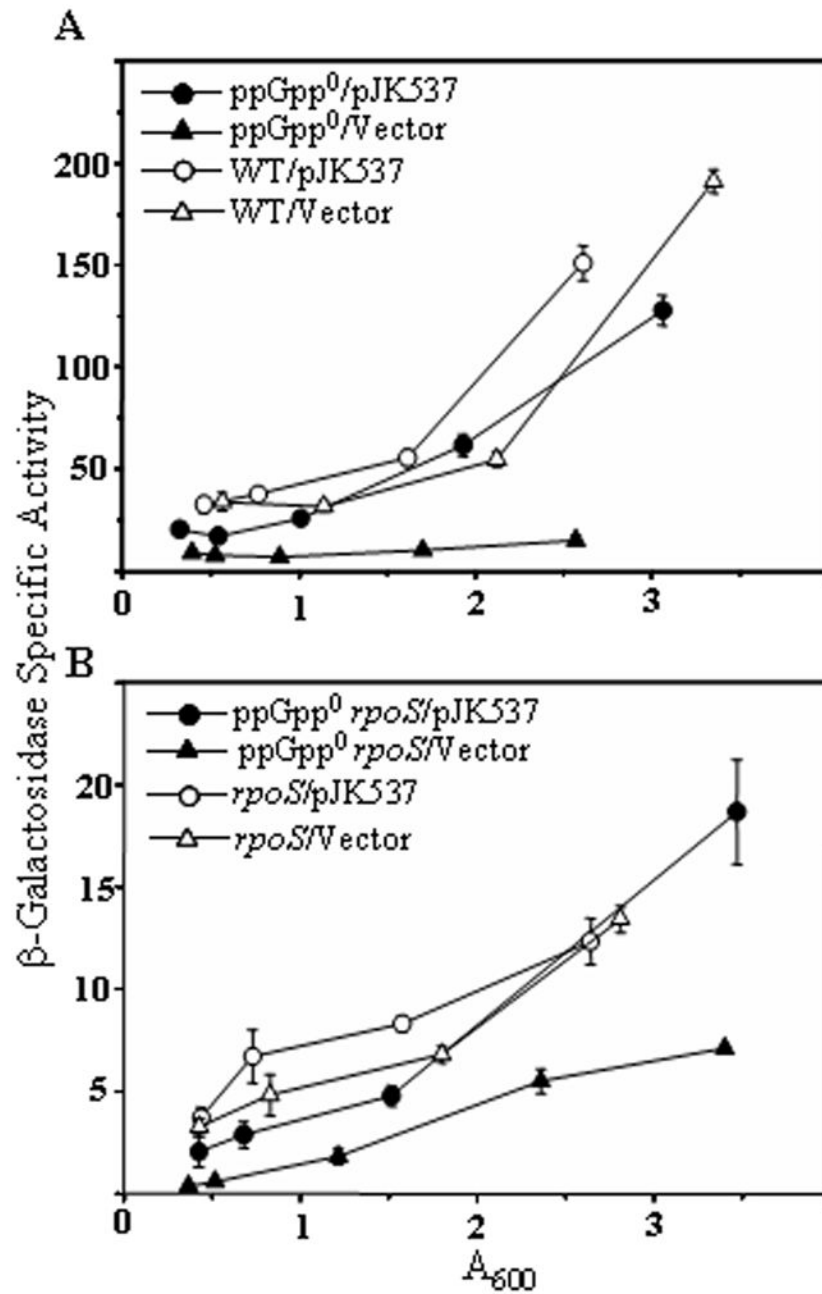 A
ppGpp⁰/pJK537
ppGpp⁰/Vector
WT/pJK537
WT/Vector
200
150
100
50
0 1 2 3
β-Galactosidase Specific Activity
B
ppGpp⁰ rpoS/pJK537
ppGpp⁰ rpoS/Vector
rpoS/pJK537
rpoS/Vector
20
15
10
5
0 1 2 3
A₆₀₀